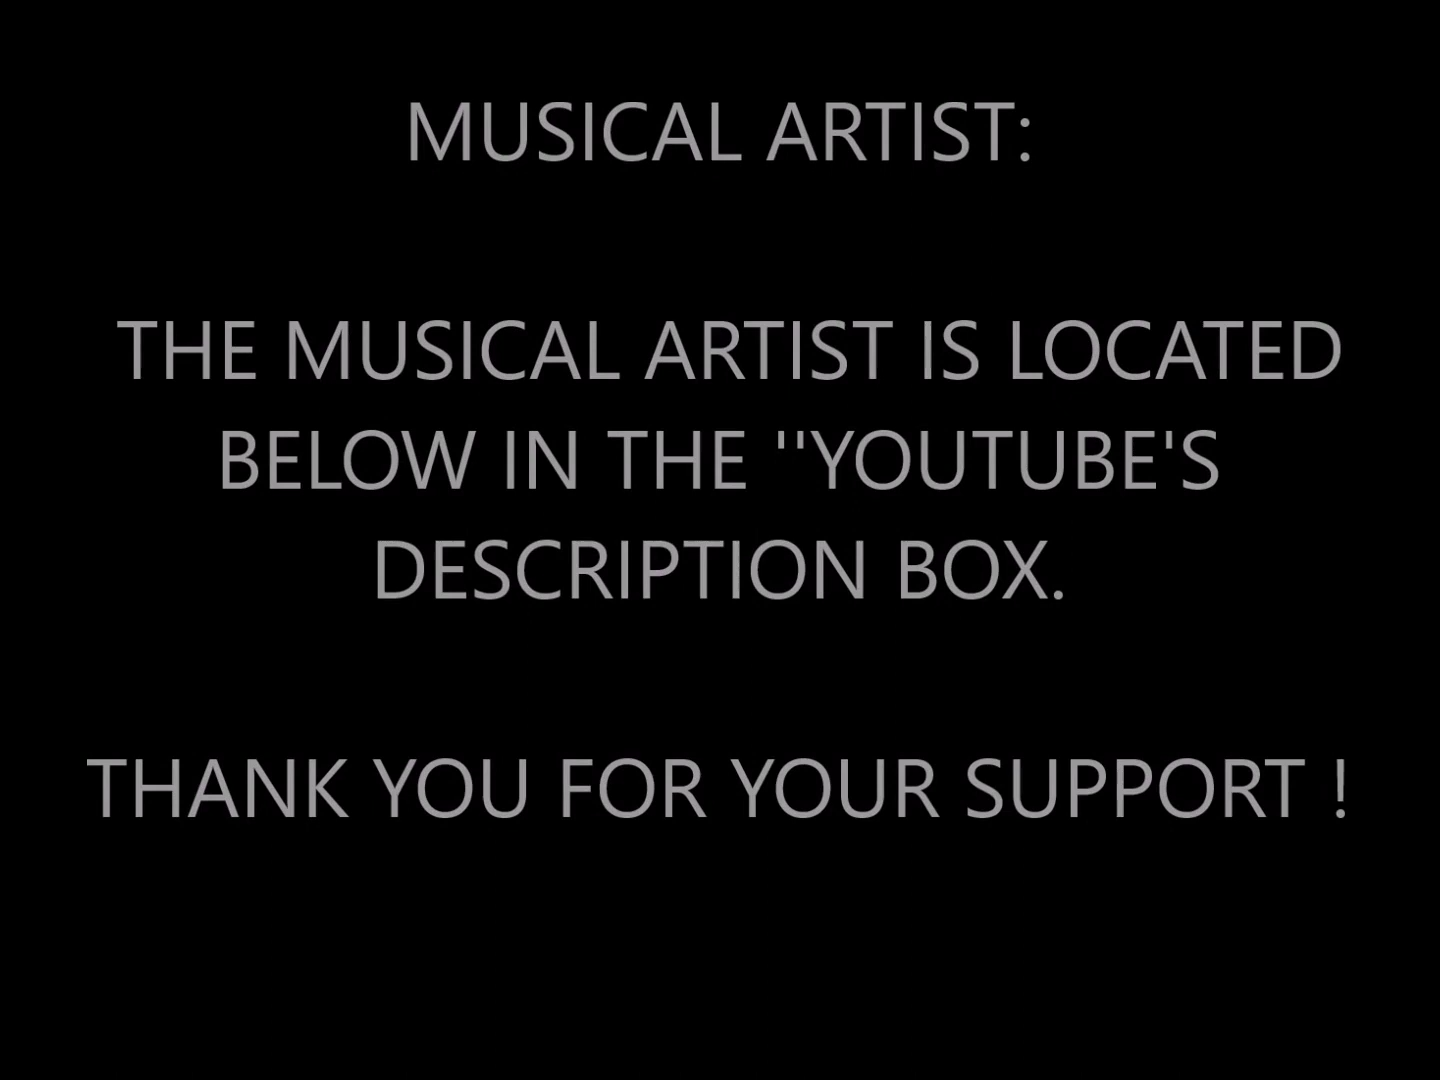 MUSICAL ARTIST:
THE MUSICAL ARTIST IS LOCATED
BELOW IN THE ''YOUTUBE'S
DESCRIPTION BOX.
THANK YOU FOR YOUR SUPPORT !